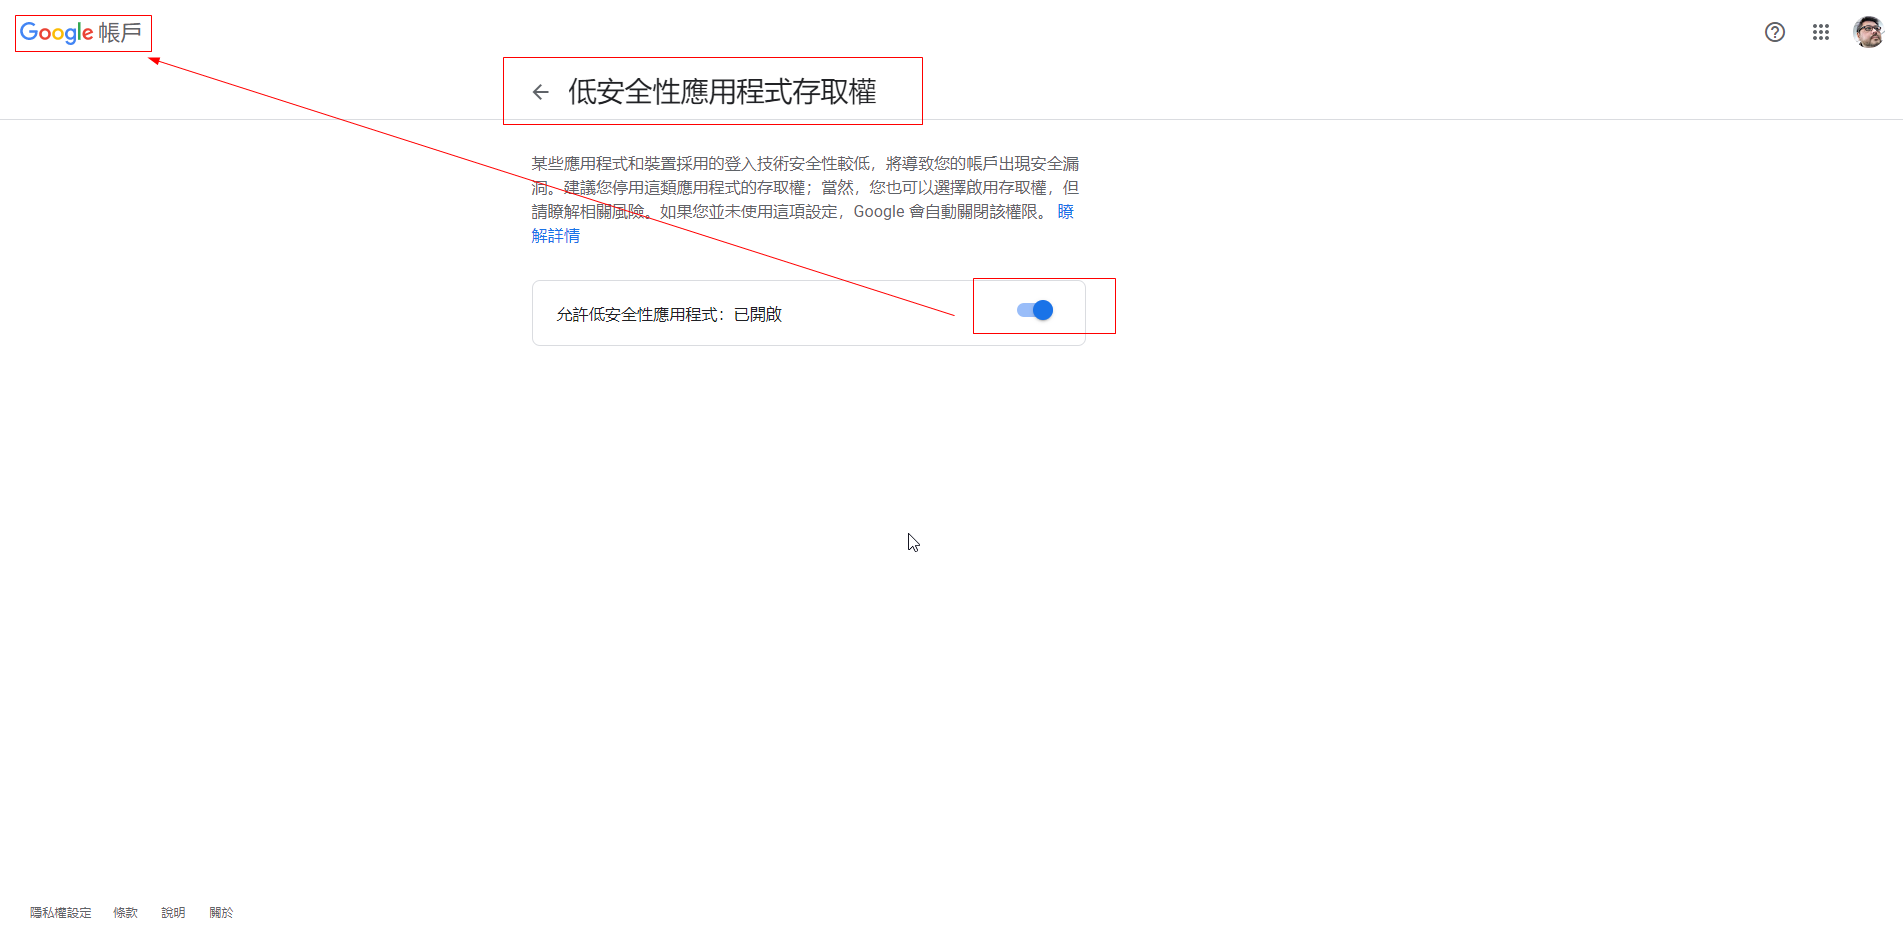 Google 帳戶
低安全性應用程式存取權
某些應用程式和裝置採用的登入技術安全性較低，將導致您的帳戶出現安全漏
洞。建議您停用這類應用程式的存取權；當然，您也可以選擇啟用存取權，但
請瞭解相關風險。如果您並未使用這項設定，Google 會自動關閉該權限。 瞭
解詳情
允許低安全性應用程式：已開啟
隱私權設定 條款 說明 關於